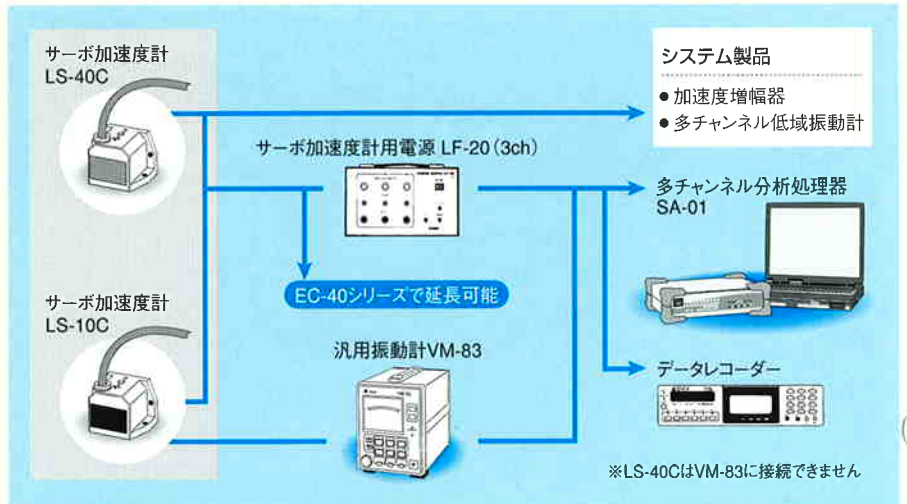 サーボ加速度計
LS-40C
システム製品
● 加速度増幅器
● 多チャンネル低域振動計
サーボ加速度計用電源 LF-20（3ch）
多チャンネル分析処理器
SA-01
EC-40シリーズで延長可能
サーボ加速度計
LS-10C
汎用振動計VM-83
データレコーダー
※LS-40CはVM-83に接続できません